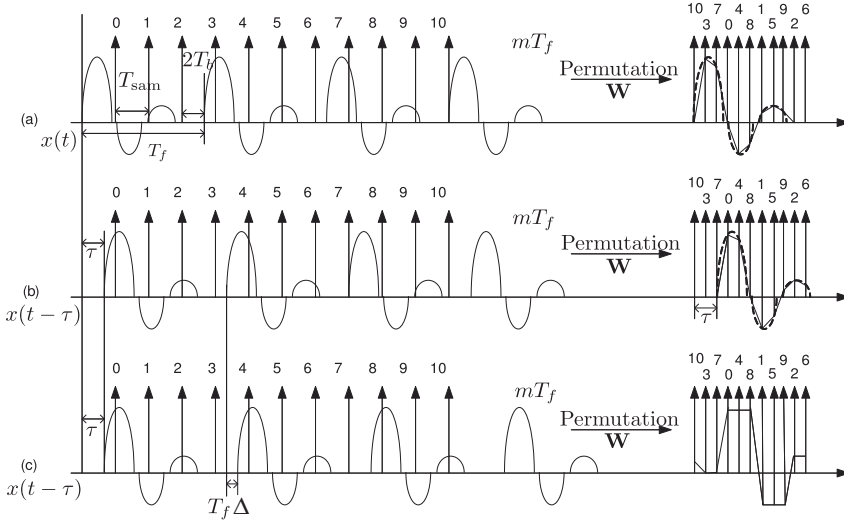 0 1 2 3 4 5 6 7 8 9 10
mT_f
10 7 4 1 9 6
3 0 8 5 2
2T_h
T_sam
Permutation
W
(a)
x(t)
T_f
0 1 2 3 4 5 6 7 8 9 10
mT_f
10 7 4 1 9 6
3 0 8 5 2
Permutation
W
τ
(b)
x(t − τ)
τ
0 1 2 3 4 5 6 7 8 9 10
mT_f
10 7 4 1 9 6
3 0 8 5 2
Permutation
W
τ
(c)
x(t − τ)
T_f Δ